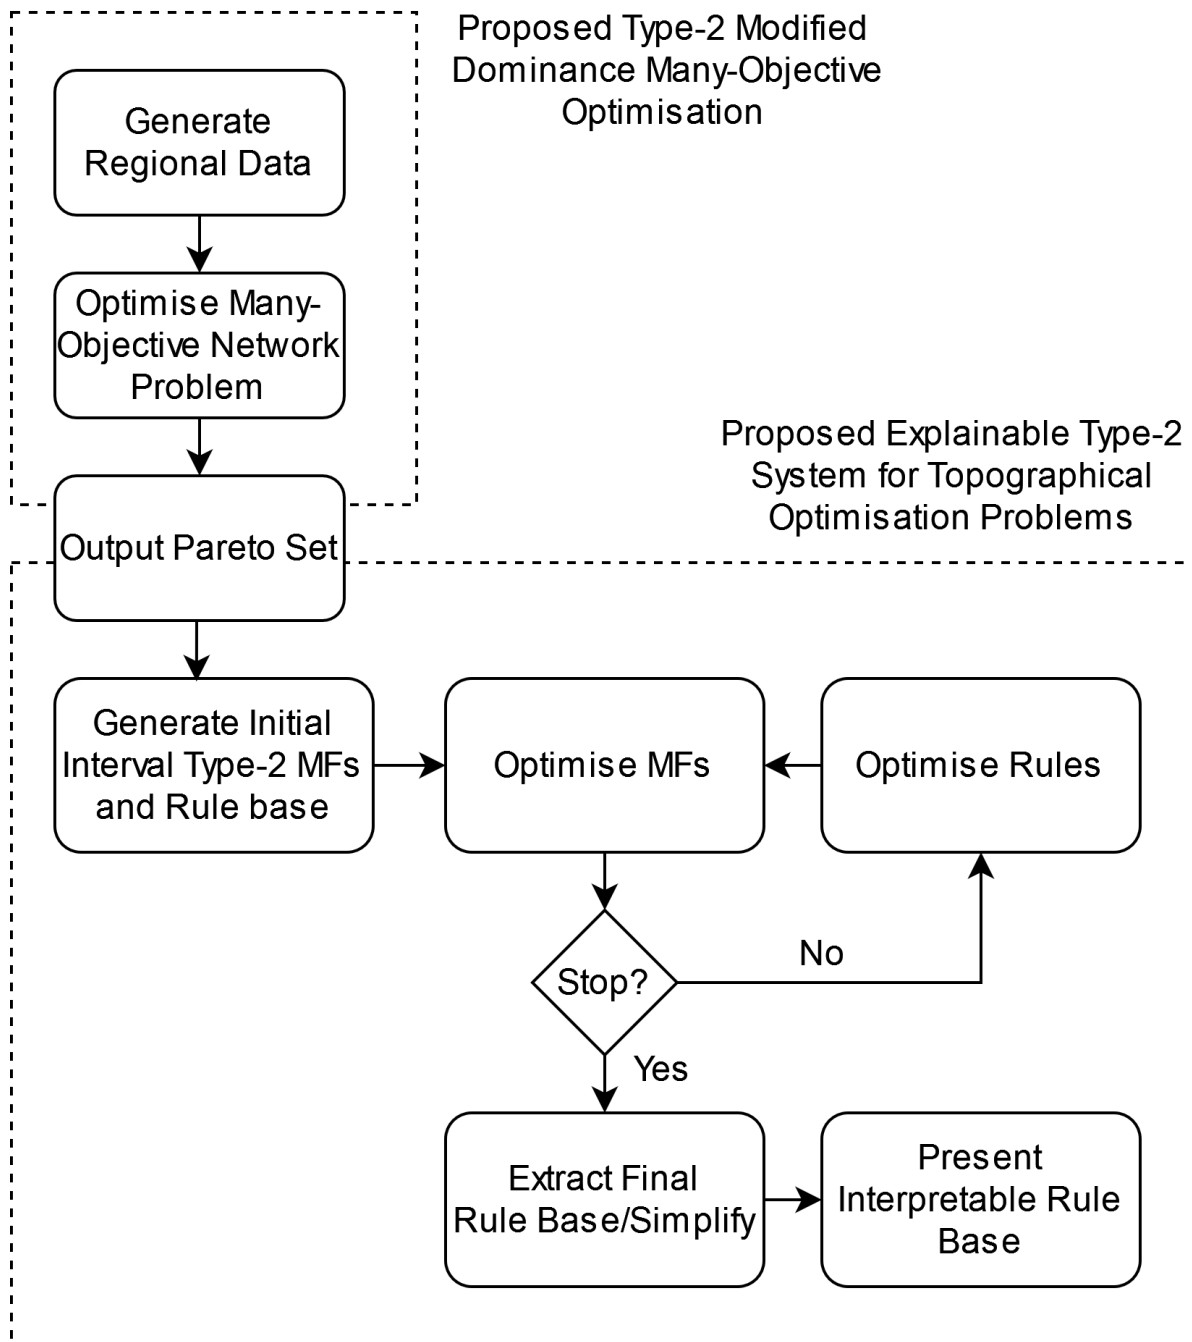 Proposed Type-2 Modified
Dominance Many-Objective
Optimisation
Generate
Regional Data
Optimise Many-
Objective Network
Problem
Proposed Explainable Type-2
System for Topographical
Optimisation Problems
Output Pareto Set
Generate Initial
Interval Type-2 MFs
and Rule base
Optimise MFs
Optimise Rules
Stop?
No
Yes
Extract Final
Rule Base/Simplify
Present
Interpretable Rule
Base